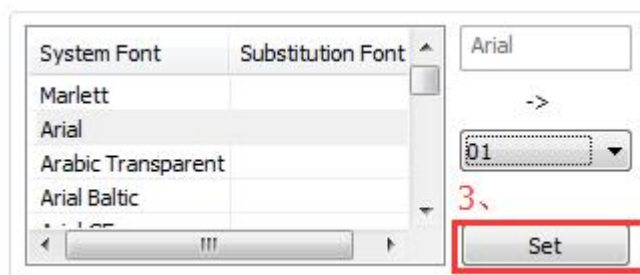 System Font Substitution Font
Marlett
Arial
Arabic Transparent
Arial Baltic
Arial
->
01
3、
Set